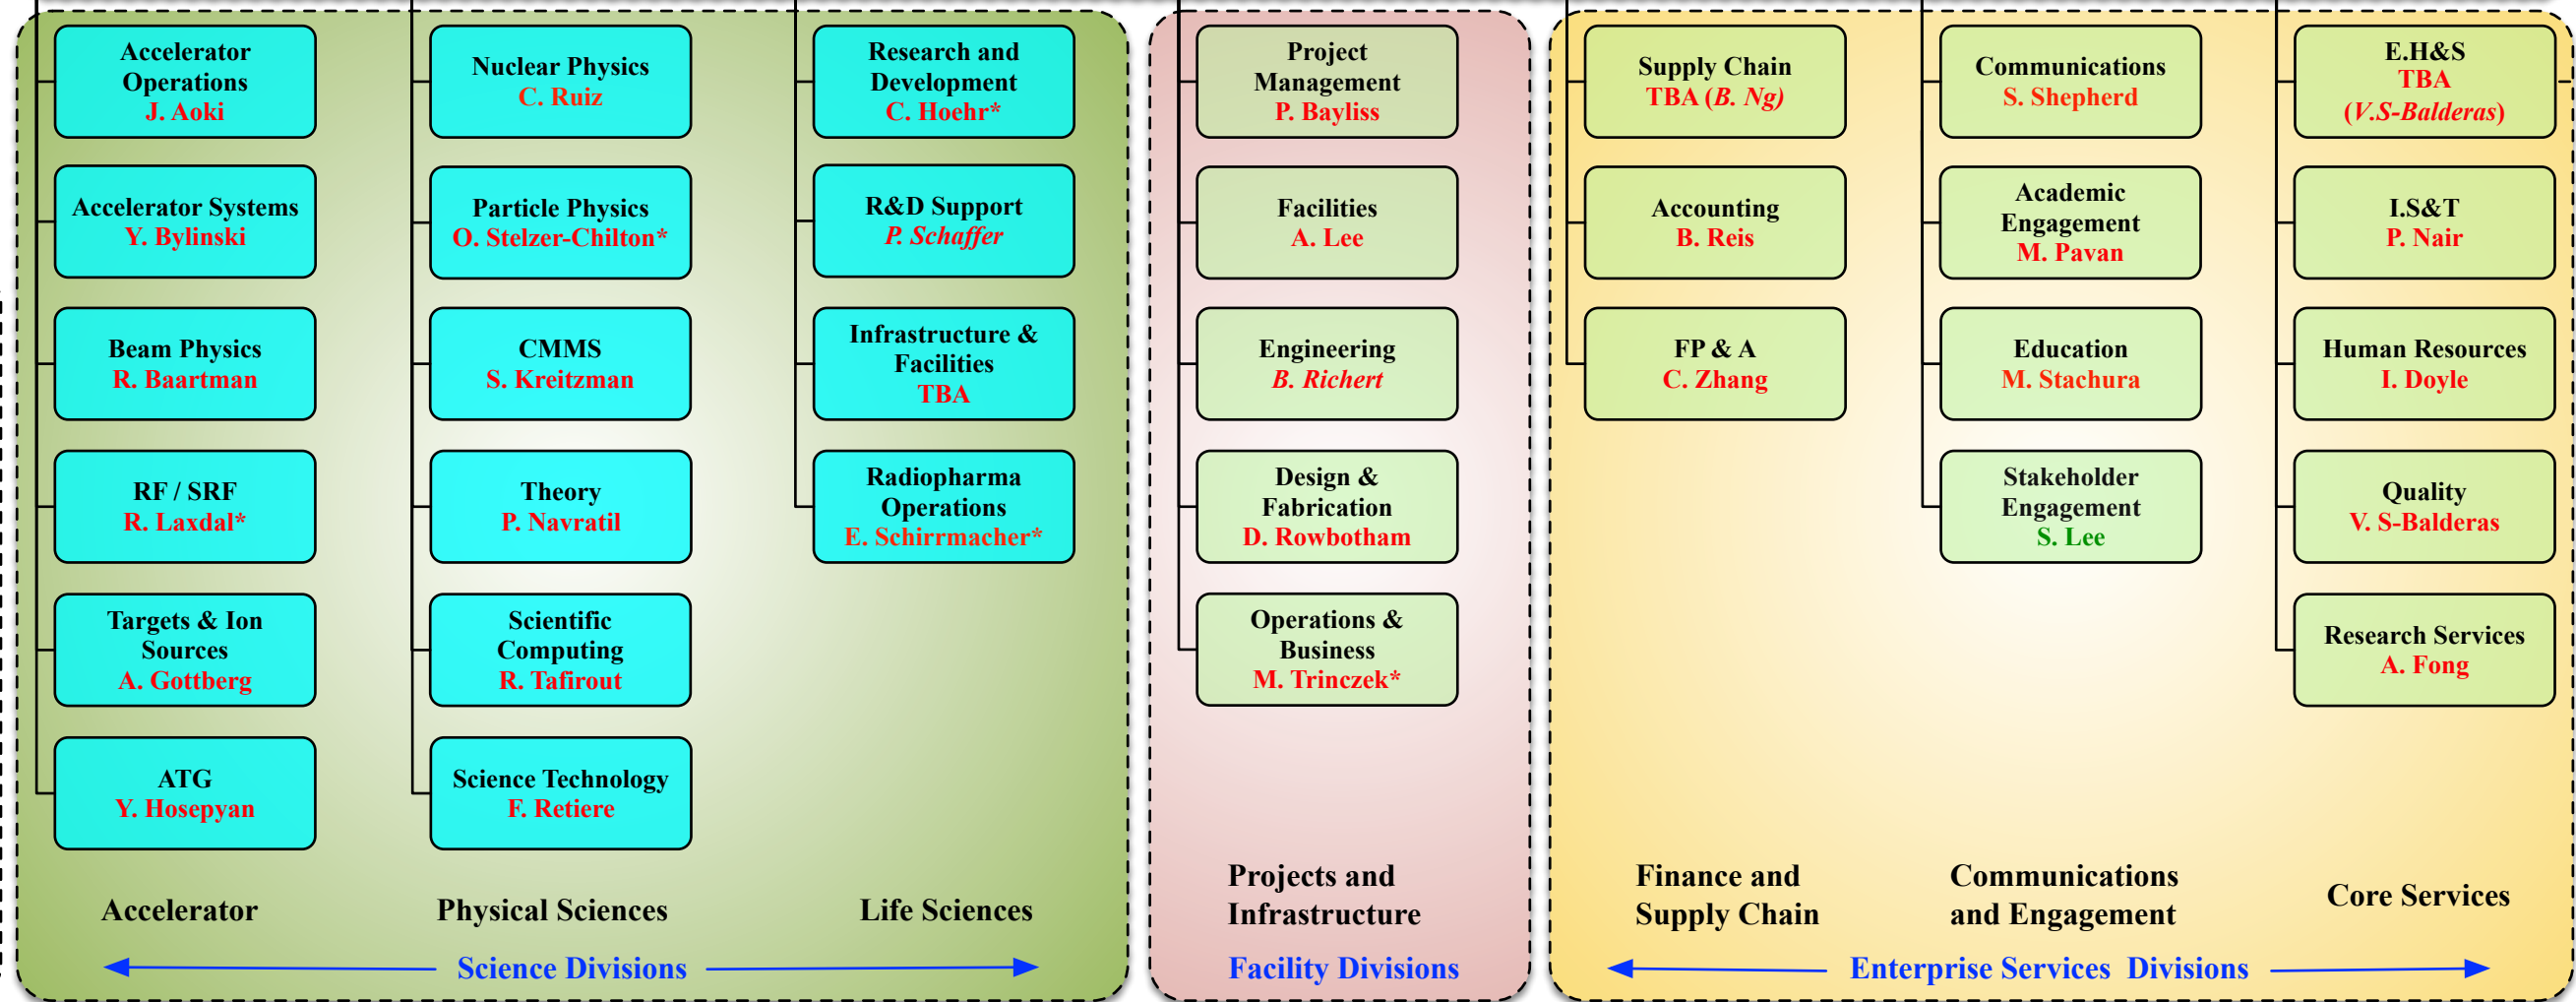 Accelerator
Operations
J. Aoki
Accelerator Systems
Y. Bylinski
Beam Physics
R. Baartman
RF / SRF
R. Laxdal*
Targets & Ion
Sources
A. Gottberg
ATG
Y. Hosepyan
Accelerator
Nuclear Physics
C. Ruiz
Particle Physics
O. Stelzer-Chilton*
CMMS
S. Kreitzman
Theory
P. Navratil
Scientific
Computing
R. Tafirout
Science Technology
F. Retiere
Physical Sciences
Research and
Development
C. Hoehr*
R&D Support
P. Schaffer
Infrastructure &
Facilities
TBA
Radiopharma
Operations
E. Schirrmacher*
Life Sciences
Science Divisions
Project
Management
P. Bayliss
Facilities
A. Lee
Engineering
B. Richert
Design &
Fabrication
D. Rowbotham
Operations &
Business
M. Trinczek*
Projects and
Infrastructure
Facility Divisions
Supply Chain
TBA (B. Ng)
Accounting
B. Reis
FP & A
C. Zhang
Finance and
Supply Chain
Communications
S. Shepherd
Academic
Engagement
M. Pavan
Education
M. Stachura
Stakeholder
Engagement
S. Lee
Communications
and Engagement
E.H&S
TBA
(V.S-Balderas)
I.S&T
P. Nair
Human Resources
I. Doyle
Quality
V. S-Balderas
Research Services
A. Fong
Core Services
Enterprise Services Divisions